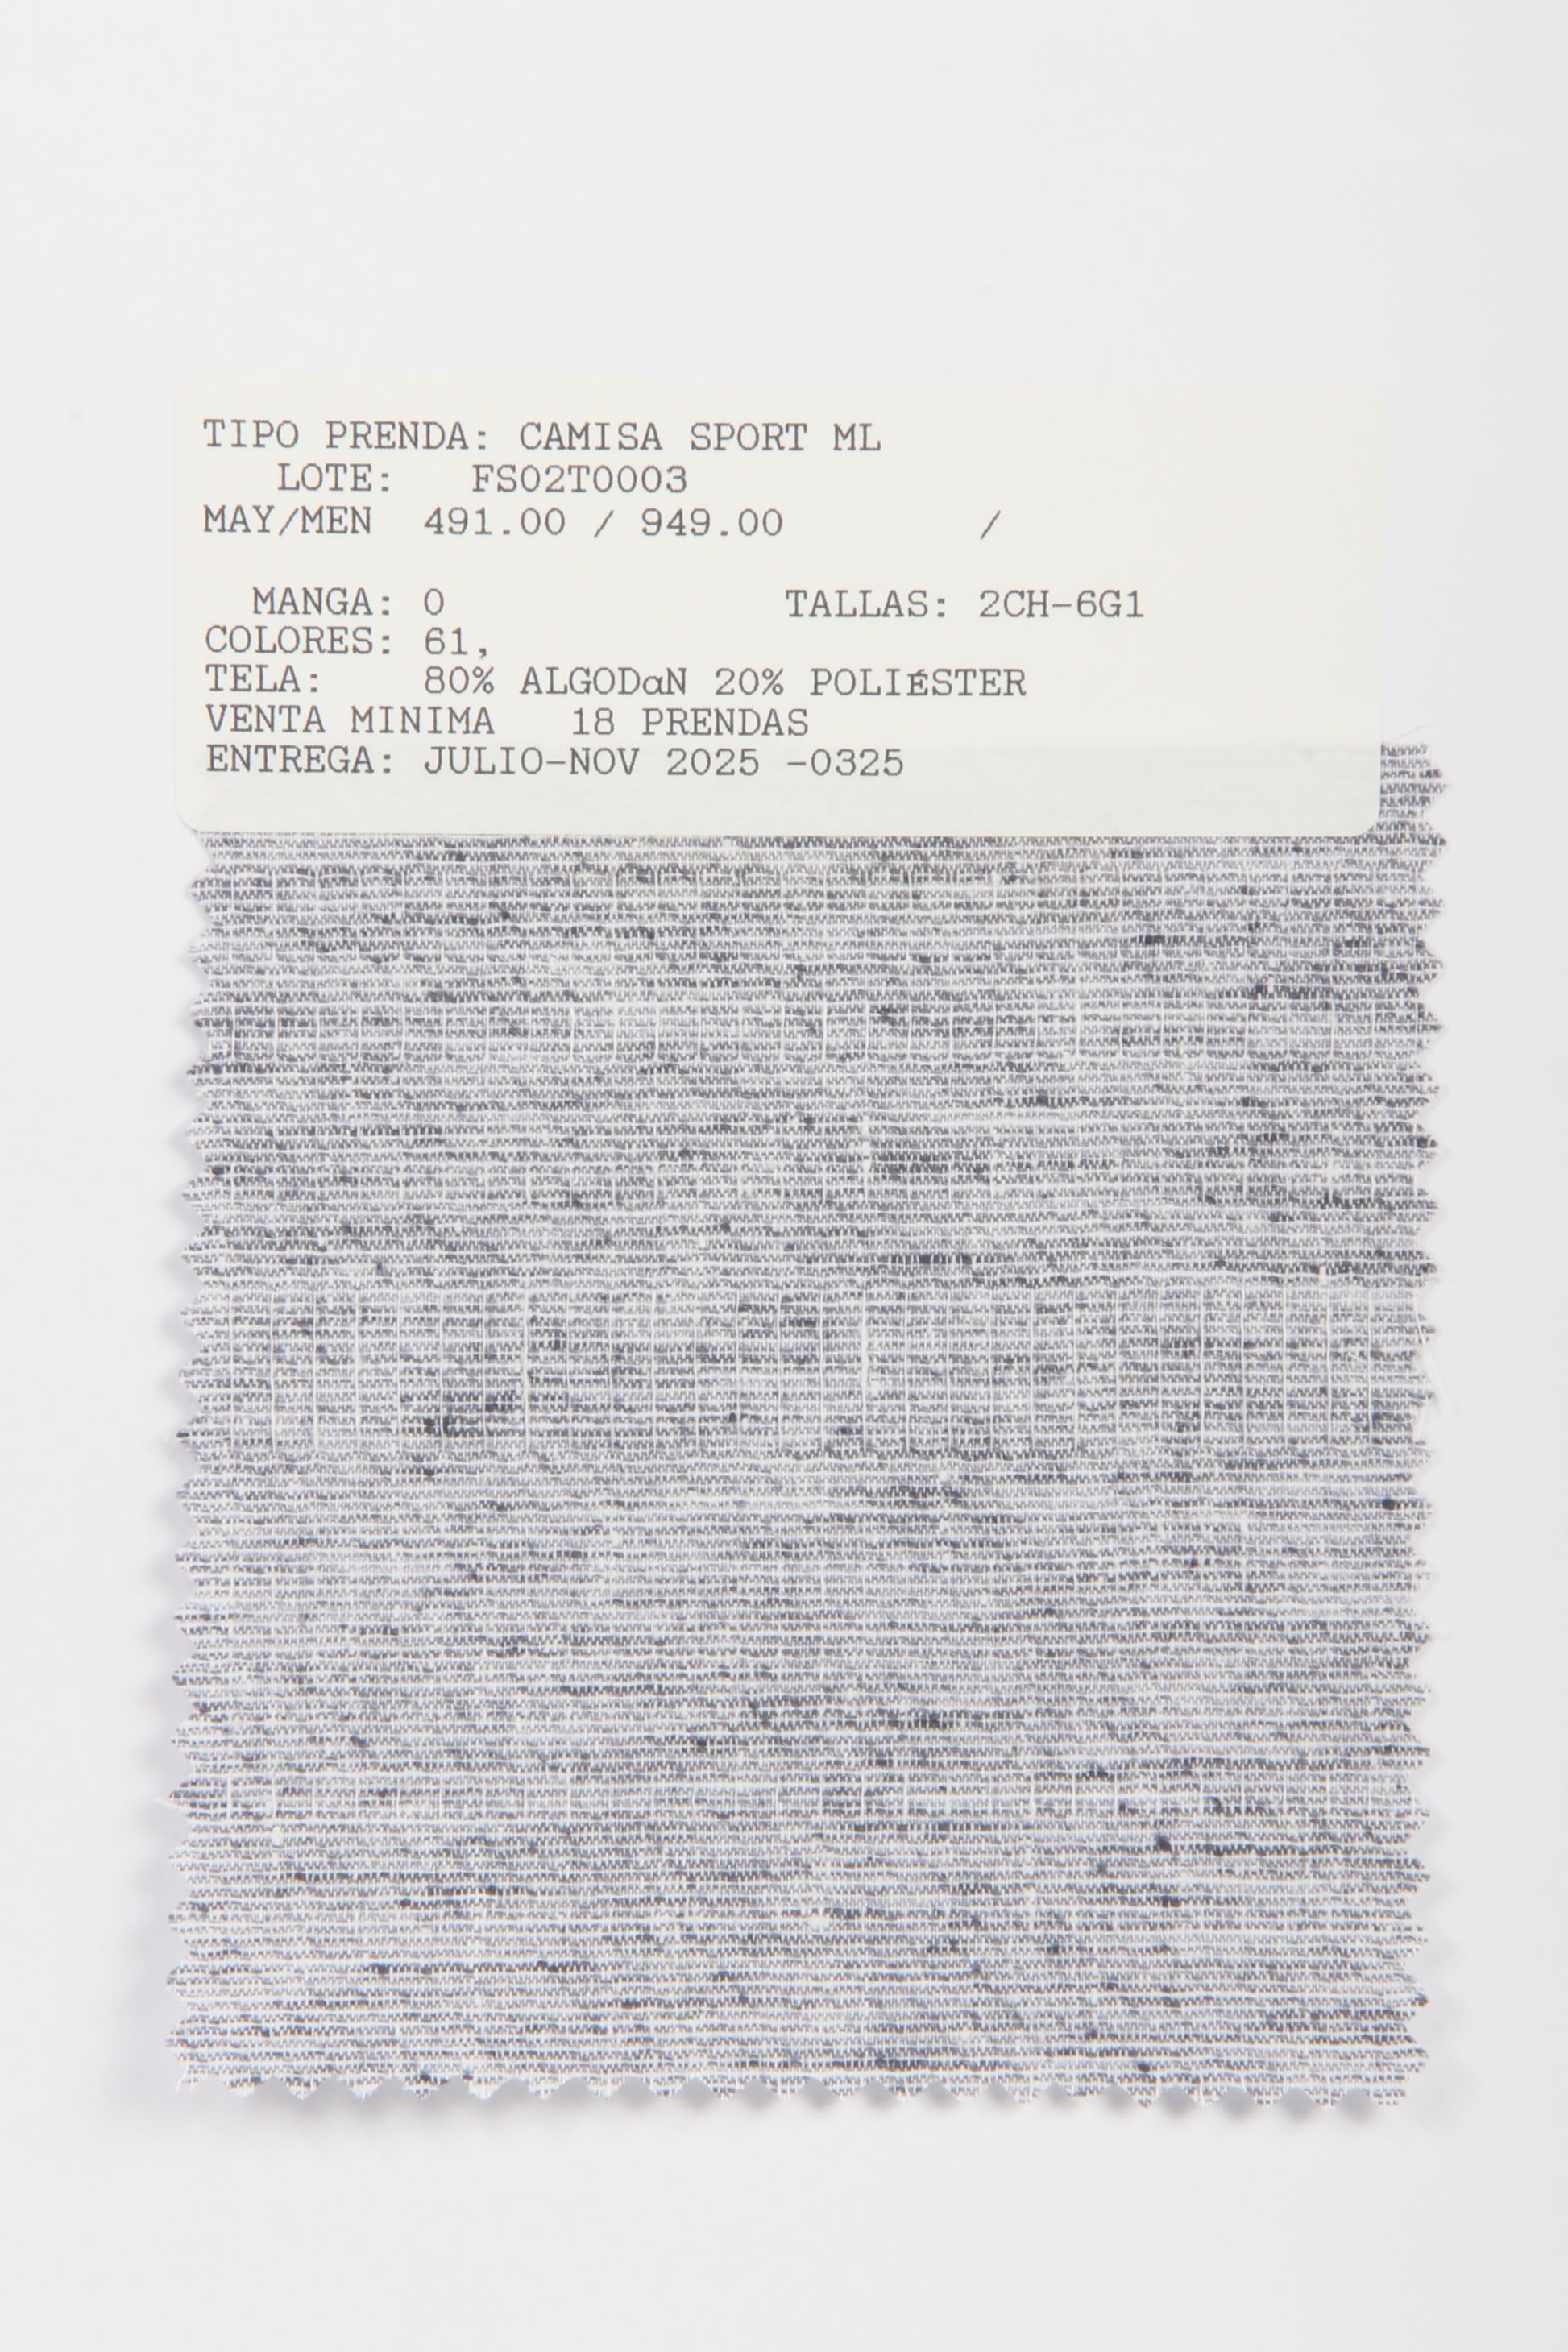 TIPO PRENDA: CAMISA SPORT ML
LOTE: FS02T0003
MAY/MEN 491.00 / 949.00 /
MANGA: 0 TALLAS: 2CH-6G1
COLORES: 61,
TELA: 80% ALGODαN 20% POLIÉSTER
VENTA MINIMA 18 PRENDAS
ENTREGA: JULIO-NOV 2025 -0325